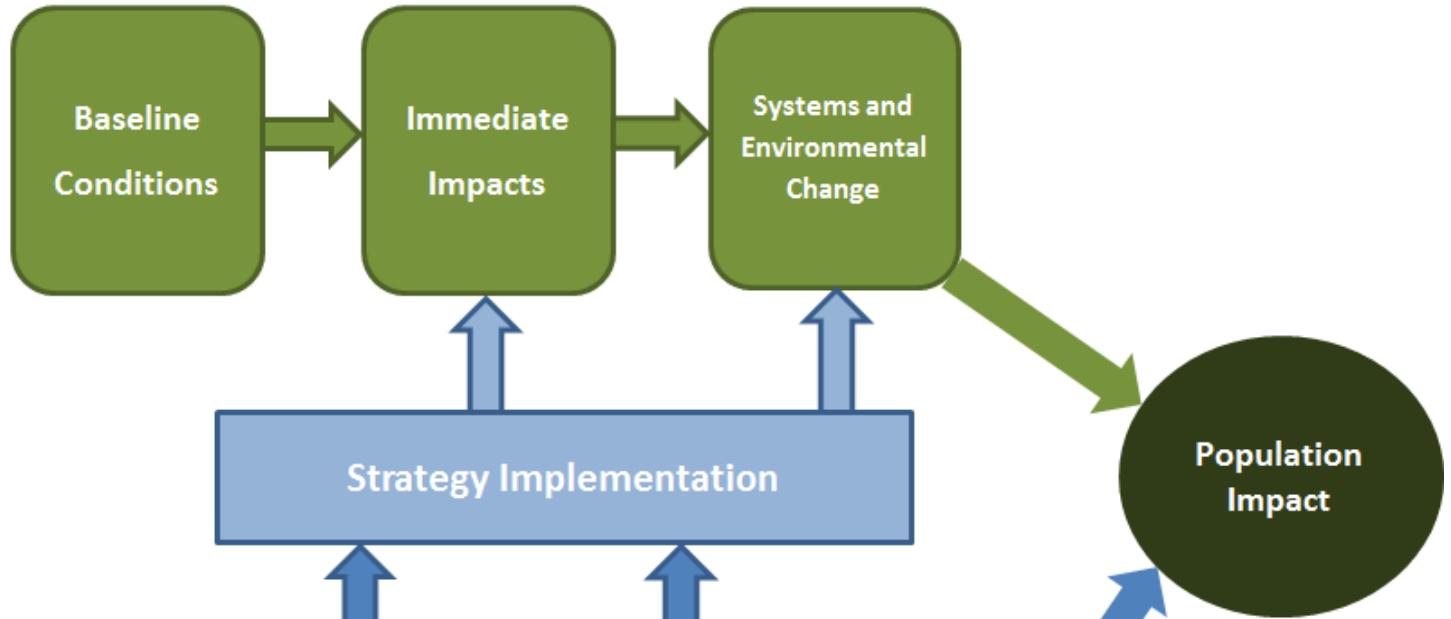 Baseline
Conditions
Immediate
Impacts
Systems and
Environmental
Change
Strategy Implementation
Population
Impact